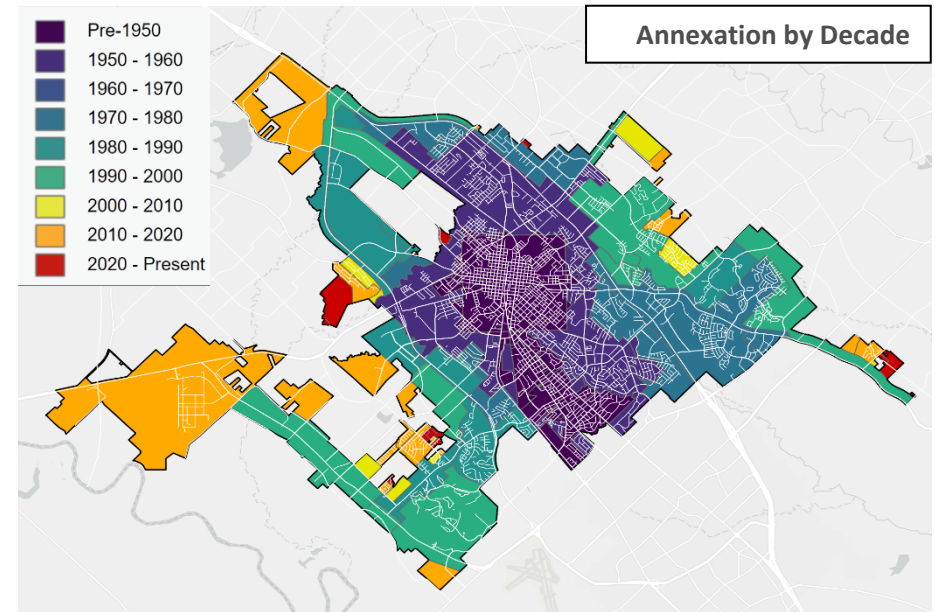 Annexation by Decade
Pre-1950
1950 - 1960
1960 - 1970
1970 - 1980
1980 - 1990
1990 - 2000
2000 - 2010
2010 - 2020
2020 - Present